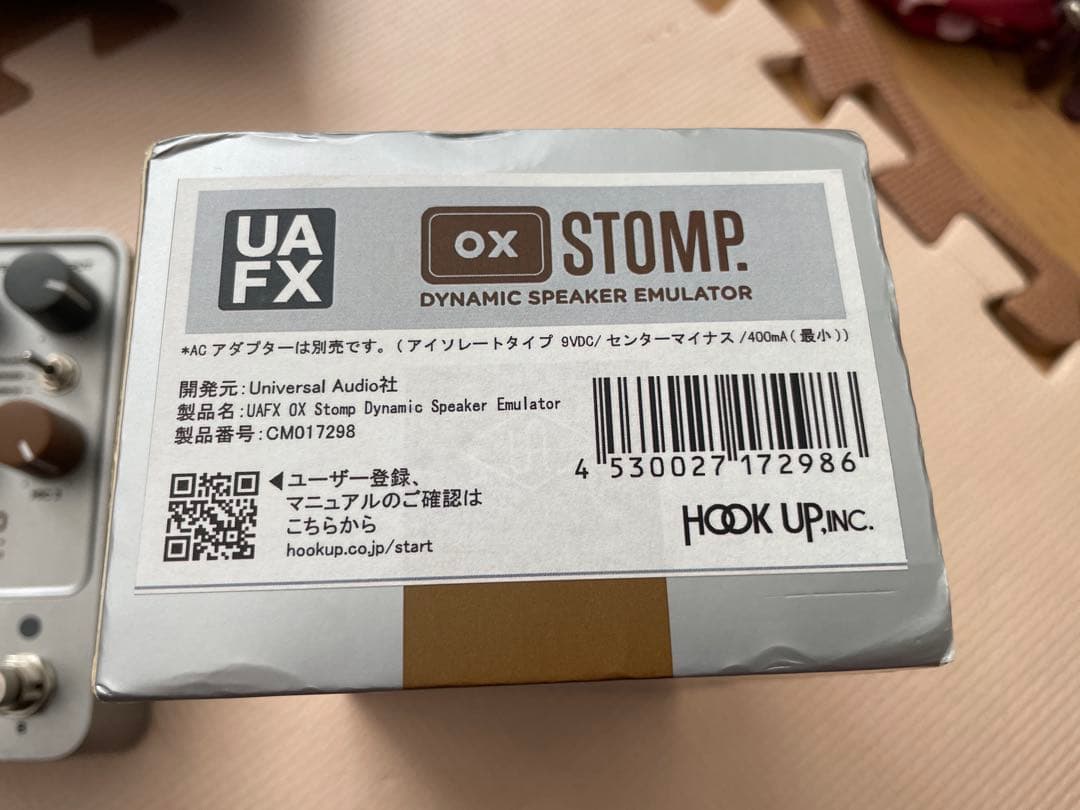 UA
FX
OX STOMP.
DYNAMIC SPEAKER EMULATOR
*AC アダプターは別売です。(アイソレートタイプ 9VDC/センターマイナス/400mA(最小))
開発元:Universal Audio社
製品名:UAFX OX Stomp Dynamic Speaker Emulator
製品番号:CM017298
4 530027 172986
◀ユーザー登録、
マニュアルのご確認は
こちらから
hookup.co.jp/start
HOOK UP,INC.